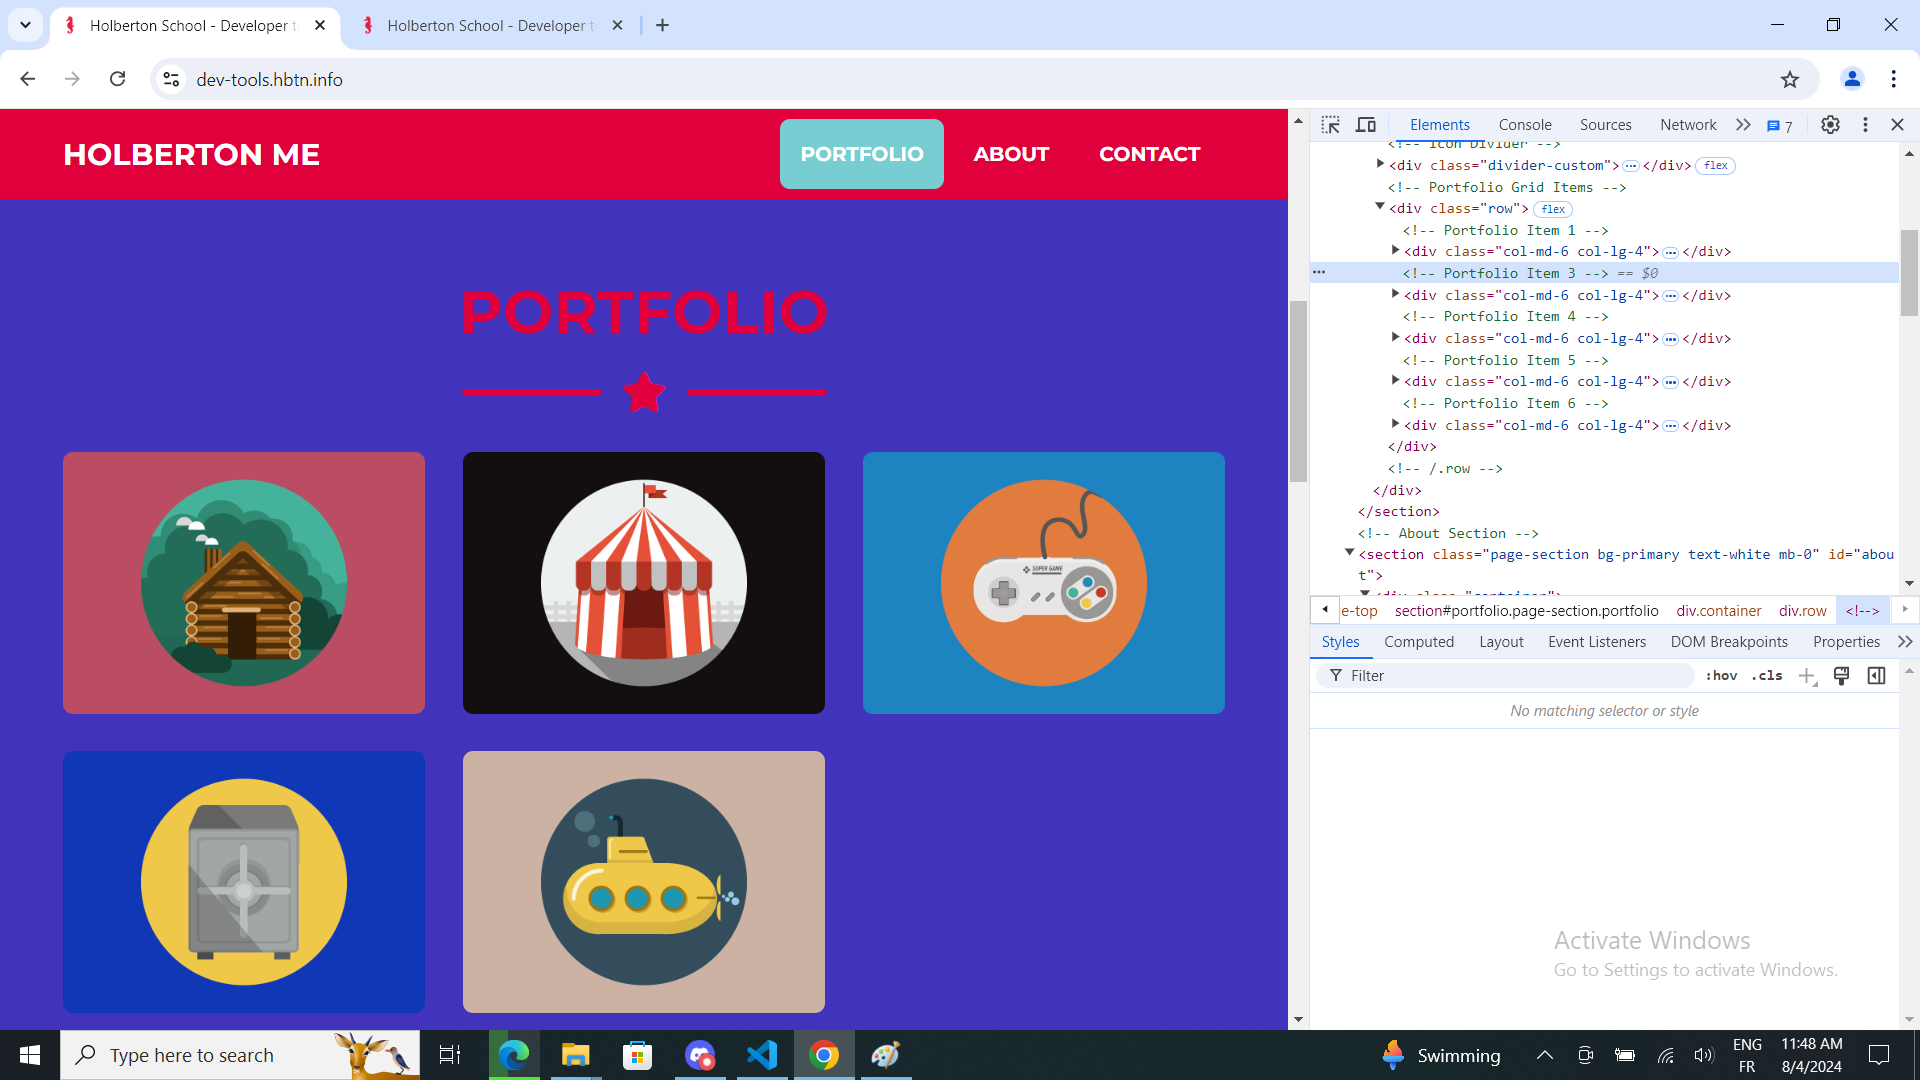 Holberton School - Developer t
Holberton School - Developer t
dev-tools.hbtn.info
HOLBERTON ME
PORTFOLIO
ABOUT
CONTACT
PORTFOLIO
SUPER GAME
Elements
Console
Sources
Network
7
<!-- Icon Divider -->
<div class="divider-custom"> ⋯ </div> flex
<!-- Portfolio Grid Items -->
<div class="row"> flex
<!-- Portfolio Item 1 -->
<div class="col-md-6 col-lg-4"> ⋯ </div>
<!-- Portfolio Item 3 --> == $0
<div class="col-md-6 col-lg-4"> ⋯ </div>
<!-- Portfolio Item 4 -->
<div class="col-md-6 col-lg-4"> ⋯ </div>
<!-- Portfolio Item 5 -->
<div class="col-md-6 col-lg-4"> ⋯ </div>
<!-- Portfolio Item 6 -->
<div class="col-md-6 col-lg-4"> ⋯ </div>
</div>
<!-- /.row -->
</div>
</section>
<!-- About Section -->
<section class="page-section bg-primary text-white mb-0" id="abou
t">
<div class="container">
e-top section#portfolio.page-section.portfolio div.container div.row <!-->
Styles Computed Layout Event Listeners DOM Breakpoints Properties
Filter
:hov .cls
No matching selector or style
Activate Windows
Go to Settings to activate Windows.
Type here to search
Swimming
ENG
FR
11:48 AM
8/4/2024